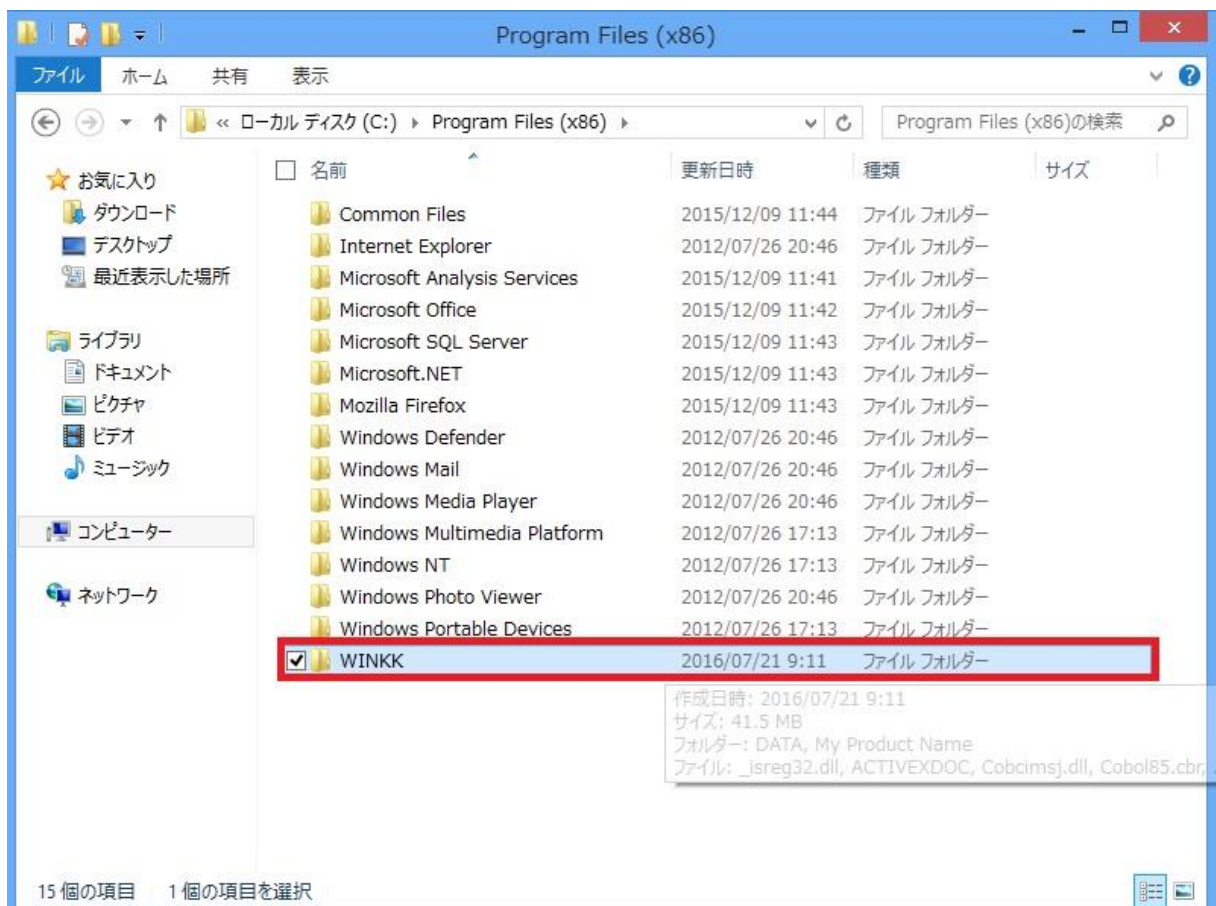 Program Files (x86)
ファイル ホーム 共有 表示
« ローカル ディスク (C:) Program Files (x86) Program Files (x86)の検索
名前 更新日時 種類 サイズ
お気に入り
ダウンロード
デスクトップ
最近表示した場所
ライブラリ
ドキュメント
ピクチャ
ビデオ
ミュージック
コンピューター
ネットワーク
Common Files 2015/12/09 11:44 ファイル フォルダー
Internet Explorer 2012/07/26 20:46 ファイル フォルダー
Microsoft Analysis Services 2015/12/09 11:41 ファイル フォルダー
Microsoft Office 2015/12/09 11:42 ファイル フォルダー
Microsoft SQL Server 2015/12/09 11:43 ファイル フォルダー
Microsoft.NET 2015/12/09 11:43 ファイル フォルダー
Mozilla Firefox 2015/12/09 11:43 ファイル フォルダー
Windows Defender 2012/07/26 20:46 ファイル フォルダー
Windows Mail 2012/07/26 20:46 ファイル フォルダー
Windows Media Player 2012/07/26 20:46 ファイル フォルダー
Windows Multimedia Platform 2012/07/26 17:13 ファイル フォルダー
Windows NT 2012/07/26 17:13 ファイル フォルダー
Windows Photo Viewer 2012/07/26 20:46 ファイル フォルダー
Windows Portable Devices 2012/07/26 17:13 ファイル フォルダー
WINKK 2016/07/21 9:11 ファイル フォルダー
作成日時: 2016/07/21 9:11
サイズ: 41.5 MB
フォルダー: DATA, My Product Name
ファイル: _isreg32.dll, ACTIVEXDOC, Cobcimsj.dll, Cobol85.cbr, .
15 個の項目 1 個の項目を選択